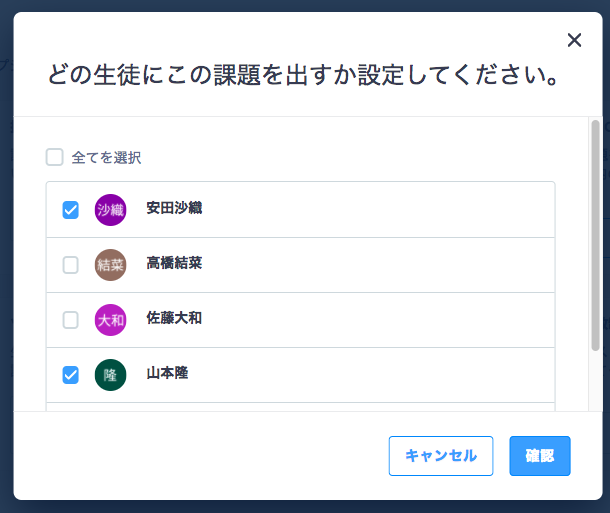 どの生徒にこの課題を出すか設定してください。
全てを選択
沙織 安田沙織
結菜 高橋結菜
大和 佐藤大和
隆 山本隆
キャンセル 確認